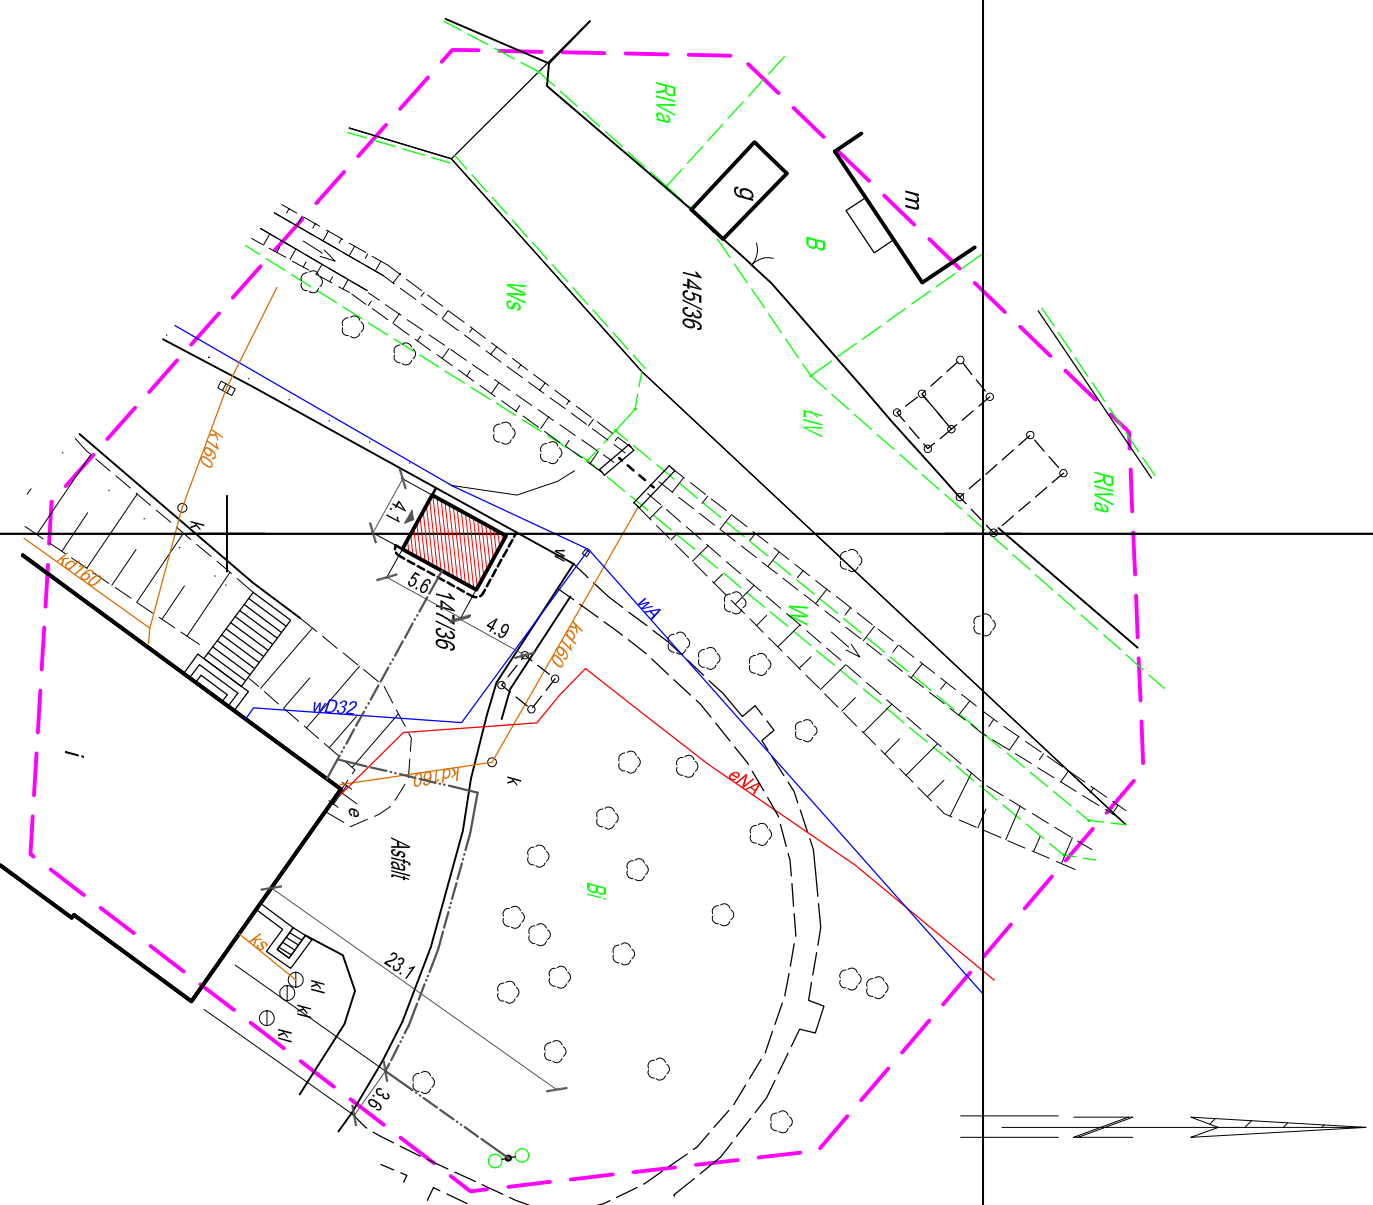 RIVa
g
m
B
145/36
Ws
ŁIV
RIVa
k160
k
kd160
4.1
5.6
147/36
4.9
wA
W
kd160
wD32
kd160
k
eNA
i
e
Asfalt
Bi
23.1
ks
kl
kl
kl
3.6
N